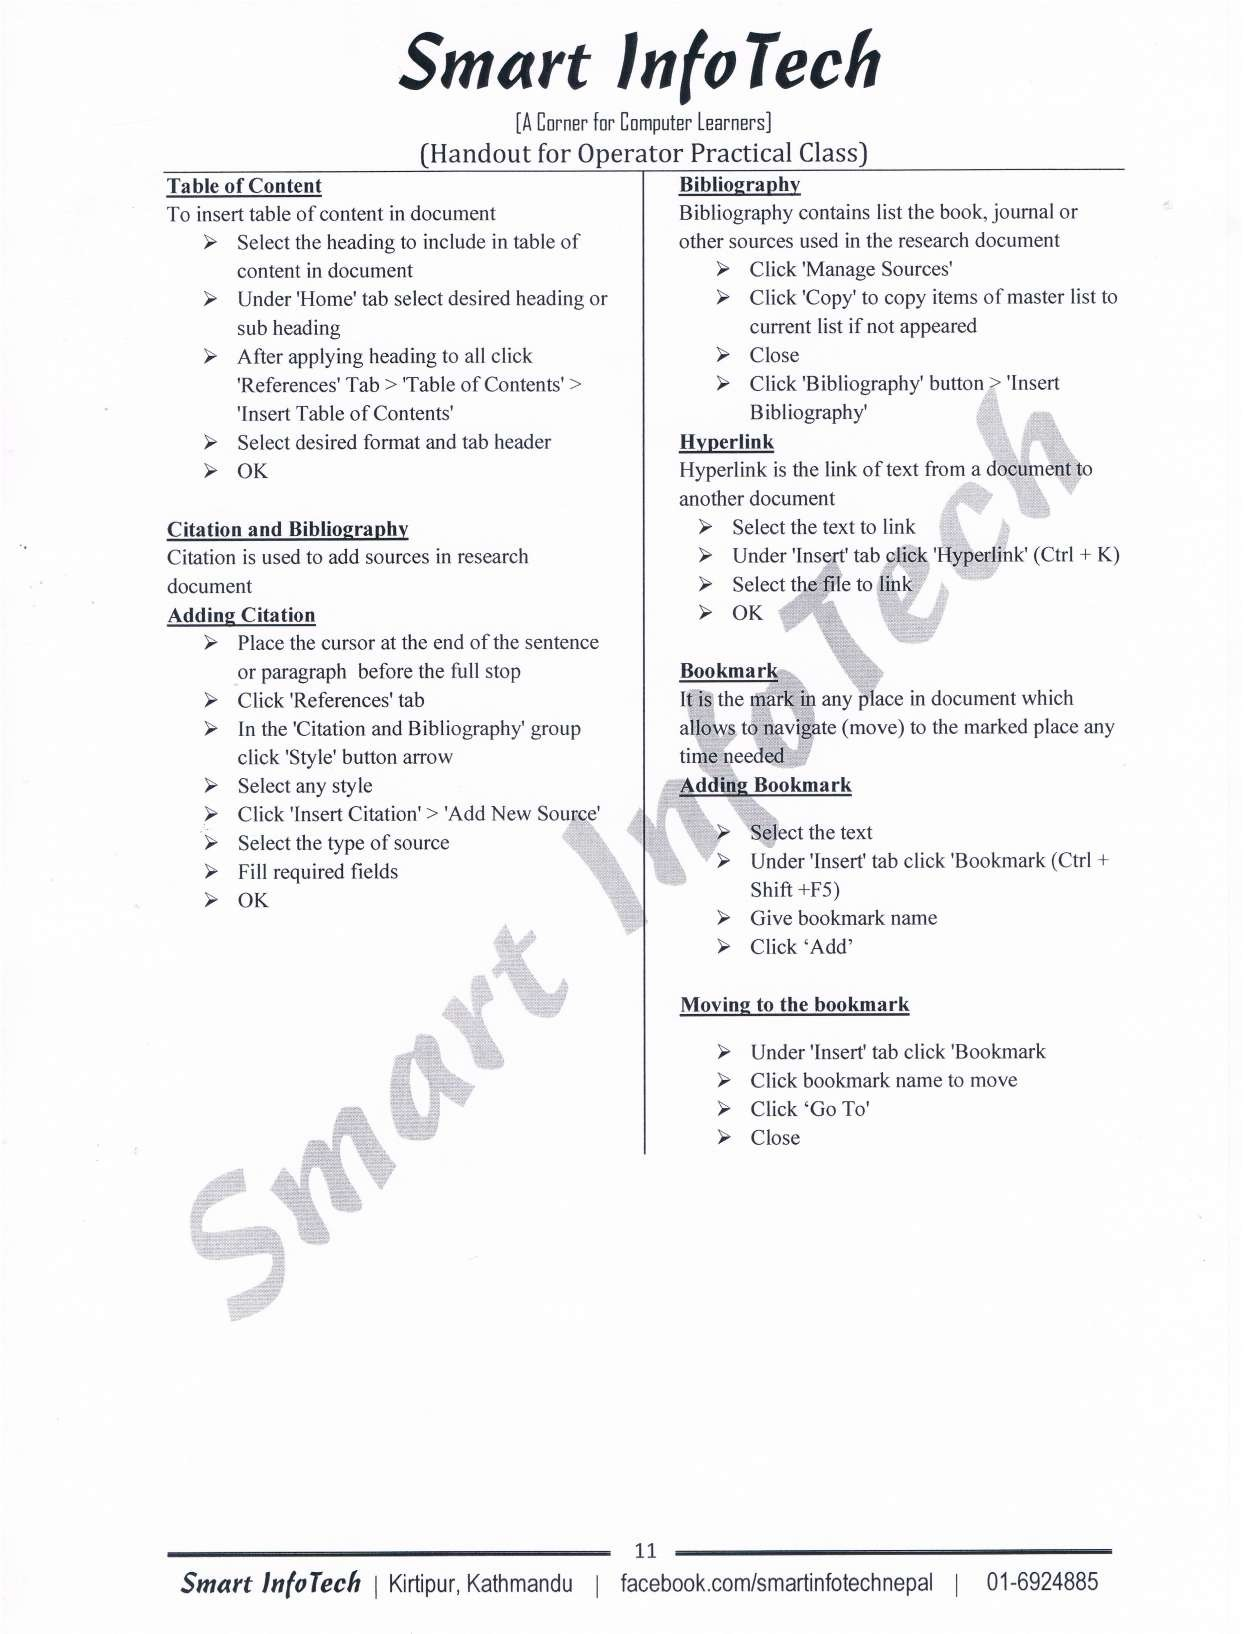 Smart InfoTech
[A Corner for Computer Learners]
(Handout for Operator Practical Class)
Table of Content
To insert table of content in document
➢ Select the heading to include in table of
content in document
➢ Under 'Home' tab select desired heading or
sub heading
➢ After applying heading to all click
'References' Tab > 'Table of Contents' >
'Insert Table of Contents'
➢ Select desired format and tab header
➢ OK
Citation and Bibliography
Citation is used to add sources in research
document
Adding Citation
➢ Place the cursor at the end of the sentence
or paragraph before the full stop
➢ Click 'References' tab
➢ In the 'Citation and Bibliography' group
click 'Style' button arrow
➢ Select any style
➢ Click 'Insert Citation' > 'Add New Source'
➢ Select the type of source
➢ Fill required fields
➢ OK
Bibliography
Bibliography contains list the book, journal or
other sources used in the research document
➢ Click 'Manage Sources'
➢ Click 'Copy' to copy items of master list to
current list if not appeared
➢ Close
➢ Click 'Bibliography' button > 'Insert
Bibliography'
Hyperlink
Hyperlink is the link of text from a document to
another document
➢ Select the text to link
➢ Under 'Insert' tab click 'Hyperlink' (Ctrl + K)
➢ Select the file to link
➢ OK
Bookmark
It is the mark in any place in document which
allows to navigate (move) to the marked place any
time needed
Adding Bookmark
➢ Select the text
➢ Under 'Insert' tab click 'Bookmark (Ctrl +
Shift +F5)
➢ Give bookmark name
➢ Click ‘Add’
Moving to the bookmark
➢ Under 'Insert' tab click 'Bookmark
➢ Click bookmark name to move
➢ Click ‘Go To'
➢ Close
Smart InfoTech
11
Smart InfoTech | Kirtipur, Kathmandu | facebook.com/smartinfotechnepal | 01-6924885